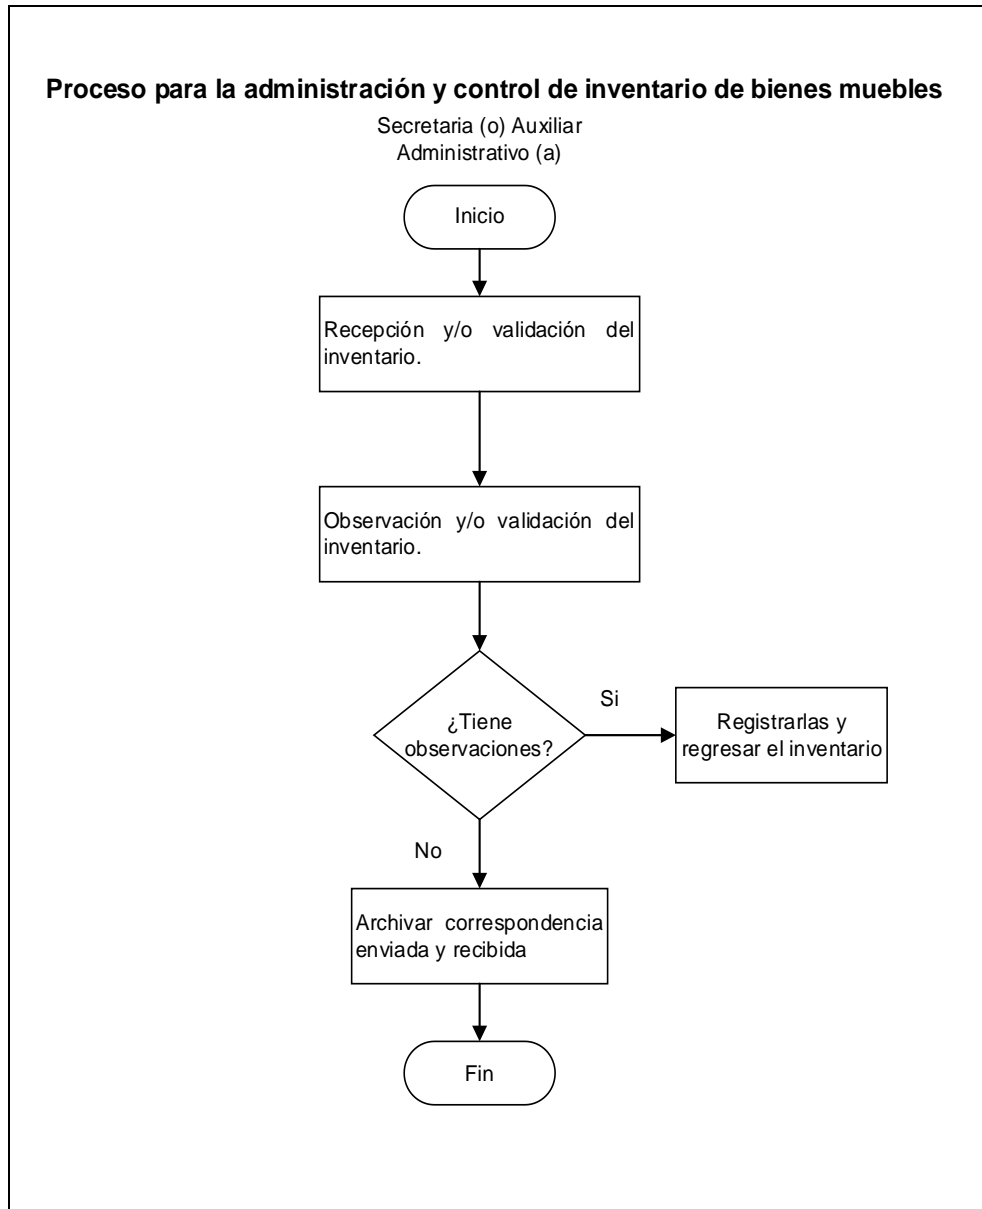 Proceso para la administración y control de inventario de bienes muebles
Secretaria (o) Auxiliar
Administrativo (a)
Inicio
Recepción y/o validación del
inventario.
Observación y/o validación del
inventario.
¿Tiene
observaciones?
Si
Registrarlas y
regresar el inventario
No
Archivar correspondencia
enviada y recibida
Fin